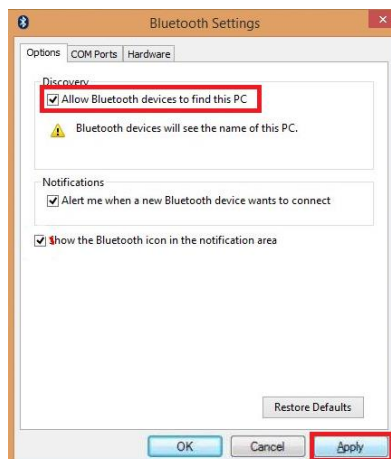 Bluetooth Settings
Options COM Ports Hardware
Discovery
Allow Bluetooth devices to find this PC
Bluetooth devices will see the name of this PC.
Notifications
Alert me when a new Bluetooth device wants to connect
Show the Bluetooth icon in the notification area
Restore Defaults
OK Cancel Apply